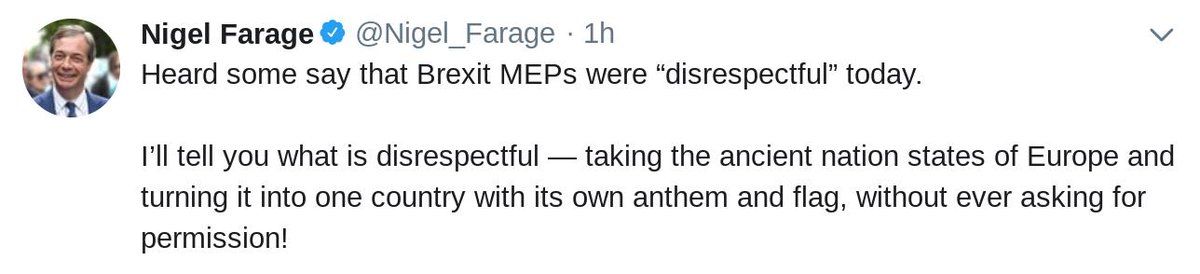 Nigel Farage @Nigel_Farage · 1h
Heard some say that Brexit MEPs were “disrespectful” today.
I’ll tell you what is disrespectful — taking the ancient nation states of Europe and
turning it into one country with its own anthem and flag, without ever asking for
permission!